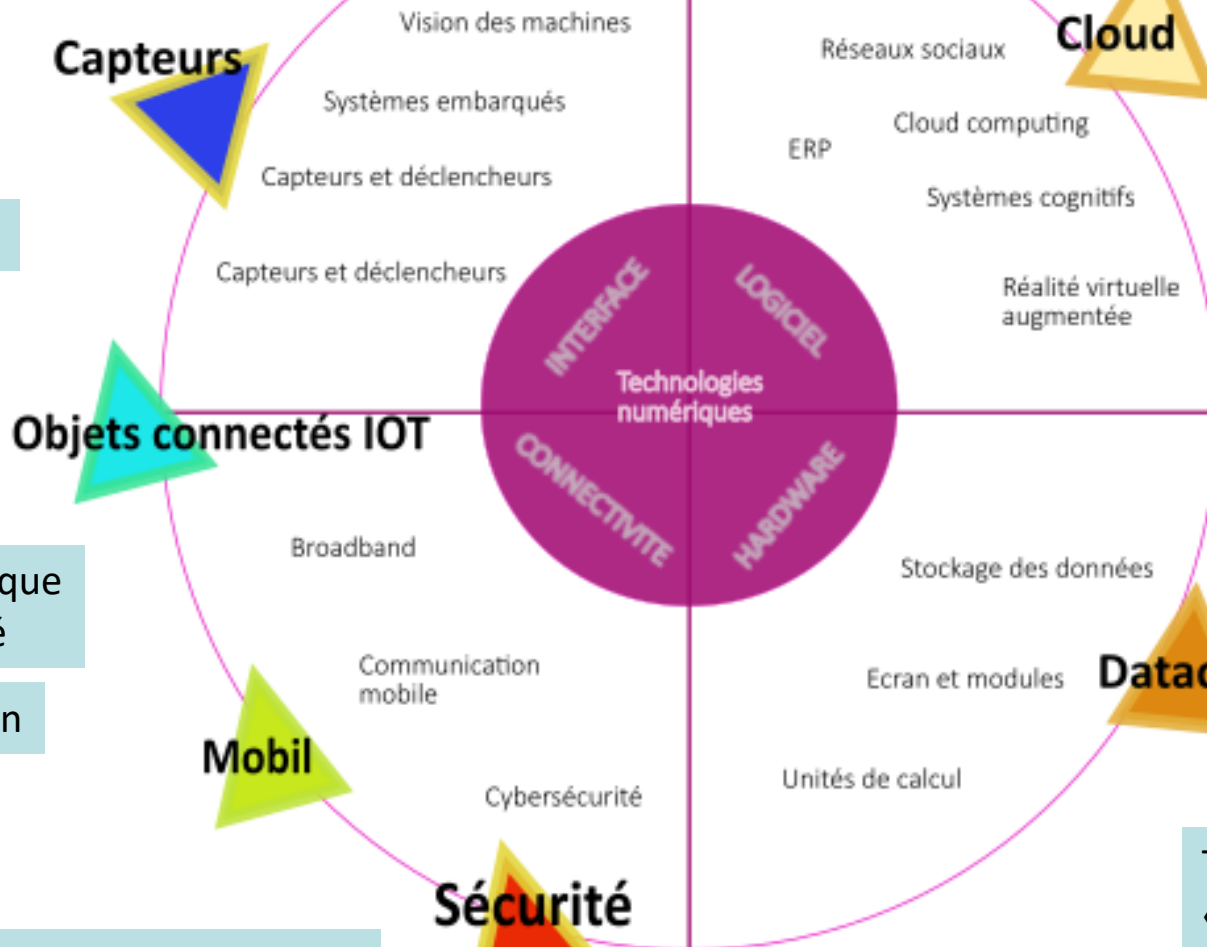 Vision des machines
Capteurs
Systèmes embarqués
Capteurs et déclencheurs
Capteurs et déclencheurs
Réseaux sociaux
Cloud
Cloud computing
ERP
Systèmes cognitifs
Réalité virtuelle
augmentée
INTERFACE
LOGICIEL
Technologies
numériques
CONNECTIVITE
HARDWARE
Objets connectés IOT
Broadband
que
é
n
Communication
mobile
Mobil
Cybersécurité
Sécurité
Stockage des données
Ecran et modules
Datac
Unités de calcul